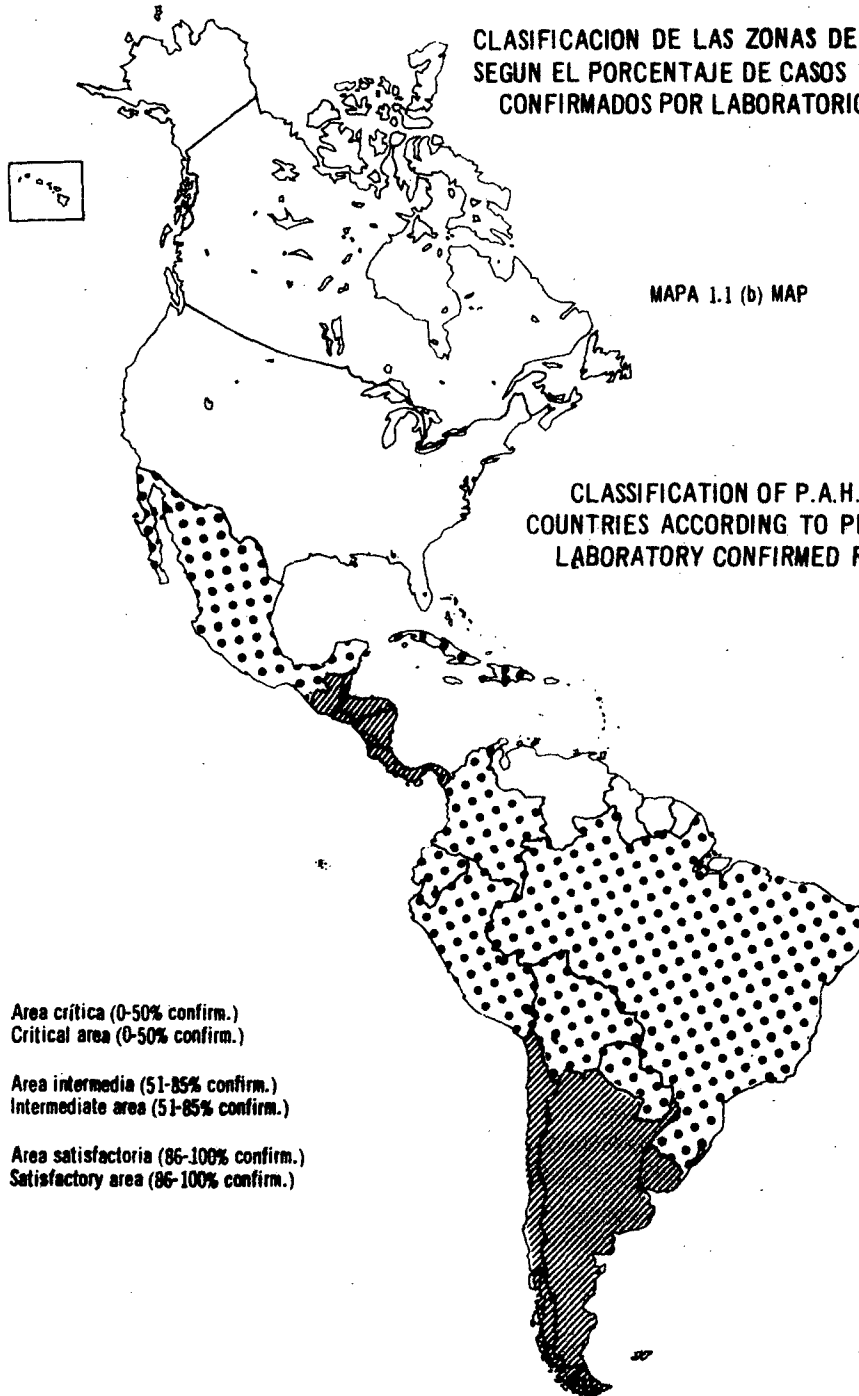 CLASIFICACION DE LAS ZONAS DE
SEGUN EL PORCENTAJE DE CASOS
CONFIRMADOS POR LABORATORIO
MAPA 1.1 (b) MAP
CLASSIFICATION OF P.A.H.
COUNTRIES ACCORDING TO
LABORATORY CONFIRMED
Area crítica (0-50% confirm.)
Critical area (0-50% confirm.)
Area intermedia (51-85% confirm.)
Intermediate area (51-85% confirm.)
Area satisfactoria (86-100% confirm.)
Satisfactory area (86-100% confirm.)